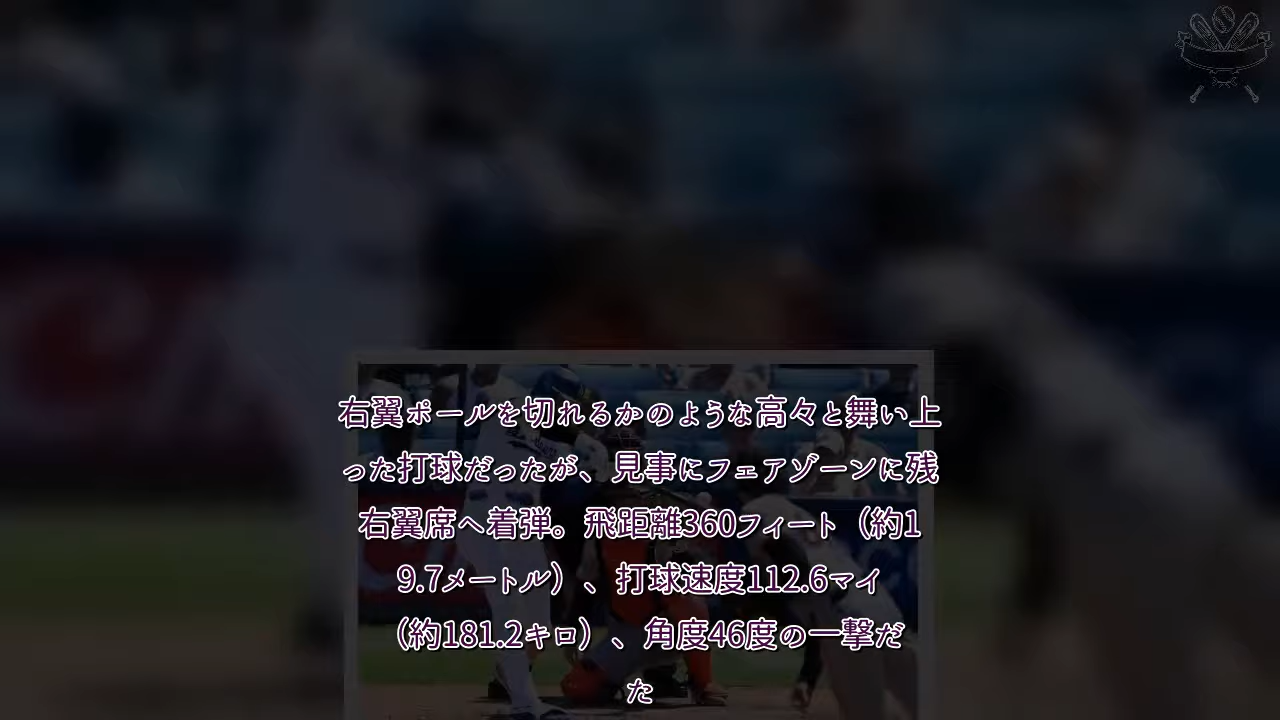 右翼ポールを切れるかのような高々と舞い上
った打球だったが、見事にフェアゾーンに残
右翼席へ着弾。飛距離360フィート（約1
9.7メートル）、打球速度112.6マイ
（約181.2キロ）、角度46度の一撃だ
た